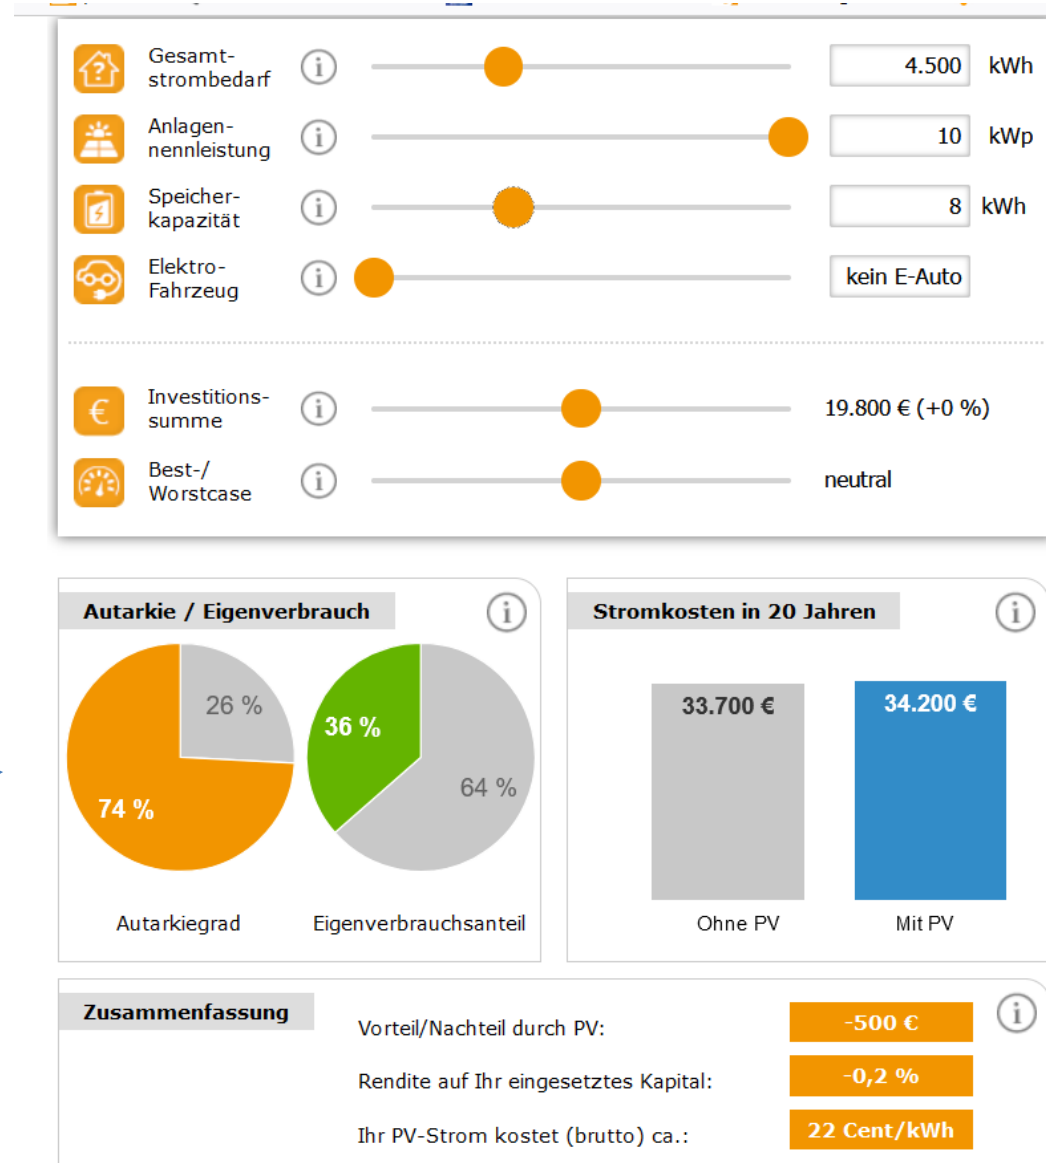 Gesamt-
strombedarf
4.500 kWh
Anlagen-
nennleistung
10 kWp
Speicher-
kapazität
8 kWh
Elektro-
Fahrzeug
kein E-Auto
€
Investitions-
summe
19.800 € (+0 %)
Best-/
Worstcase
neutral
Autarkie / Eigenverbrauch
26 %
74 %
36 %
64 %
Autarkiegrad
Eigenverbrauchsanteil
Stromkosten in 20 Jahren
33.700 €
34.200 €
Ohne PV
Mit PV
Zusammenfassung
Vorteil/Nachteil durch PV:
-500 €
Rendite auf Ihr eingesetztes Kapital:
-0,2 %
Ihr PV-Strom kostet (brutto) ca.:
22 Cent/kWh